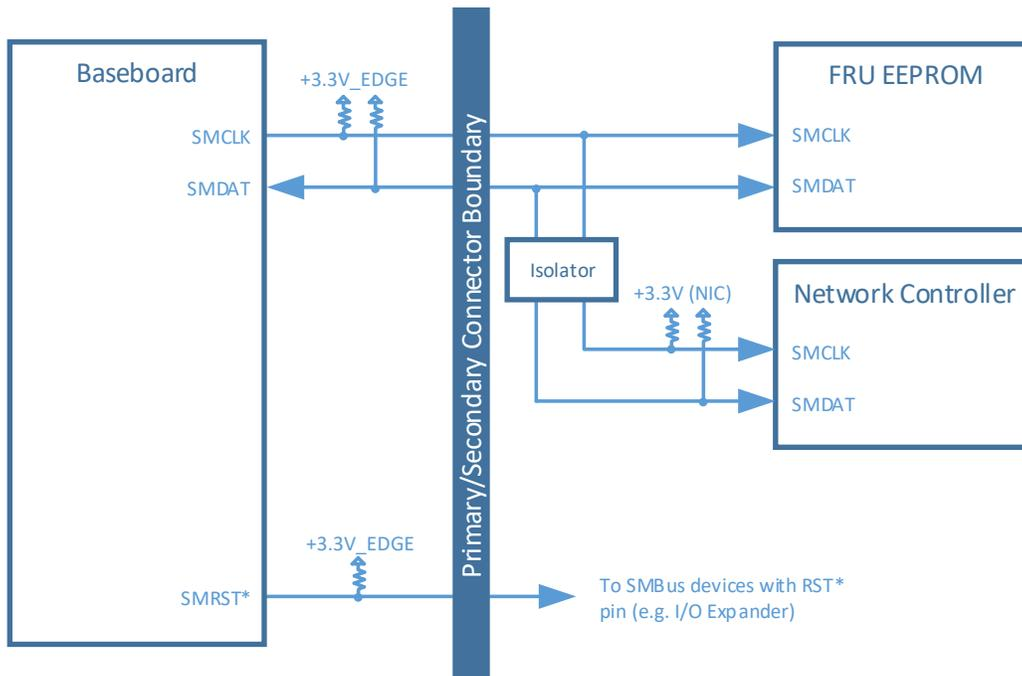 Baseboard
+3.3V_EDGE
SMCLK
SMDAT
Primary/Secondary Connector Boundary
FRU EEPROM
SMCLK
SMDAT
Isolator
+3.3V (NIC)
Network Controller
SMCLK
SMDAT
+3.3V_EDGE
SMRST*
To SMBus devices with RST*
pin (e.g. I/O Expander)